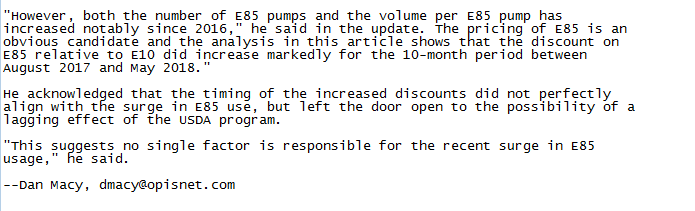 "However, both the number of E85 pumps and the volume per E85 pump has
increased notably since 2016," he said in the update. The pricing of E85 is an
obvious candidate and the analysis in this article shows that the discount on
E85 relative to E10 did increase markedly for the 10-month period between
August 2017 and May 2018."
He acknowledged that the timing of the increased discounts did not perfectly
align with the surge in E85 use, but left the door open to the possibility of a
lagging effect of the USDA program.
"This suggests no single factor is responsible for the recent surge in E85
usage," he said.
--Dan Macy, dmacy@opisnet.com